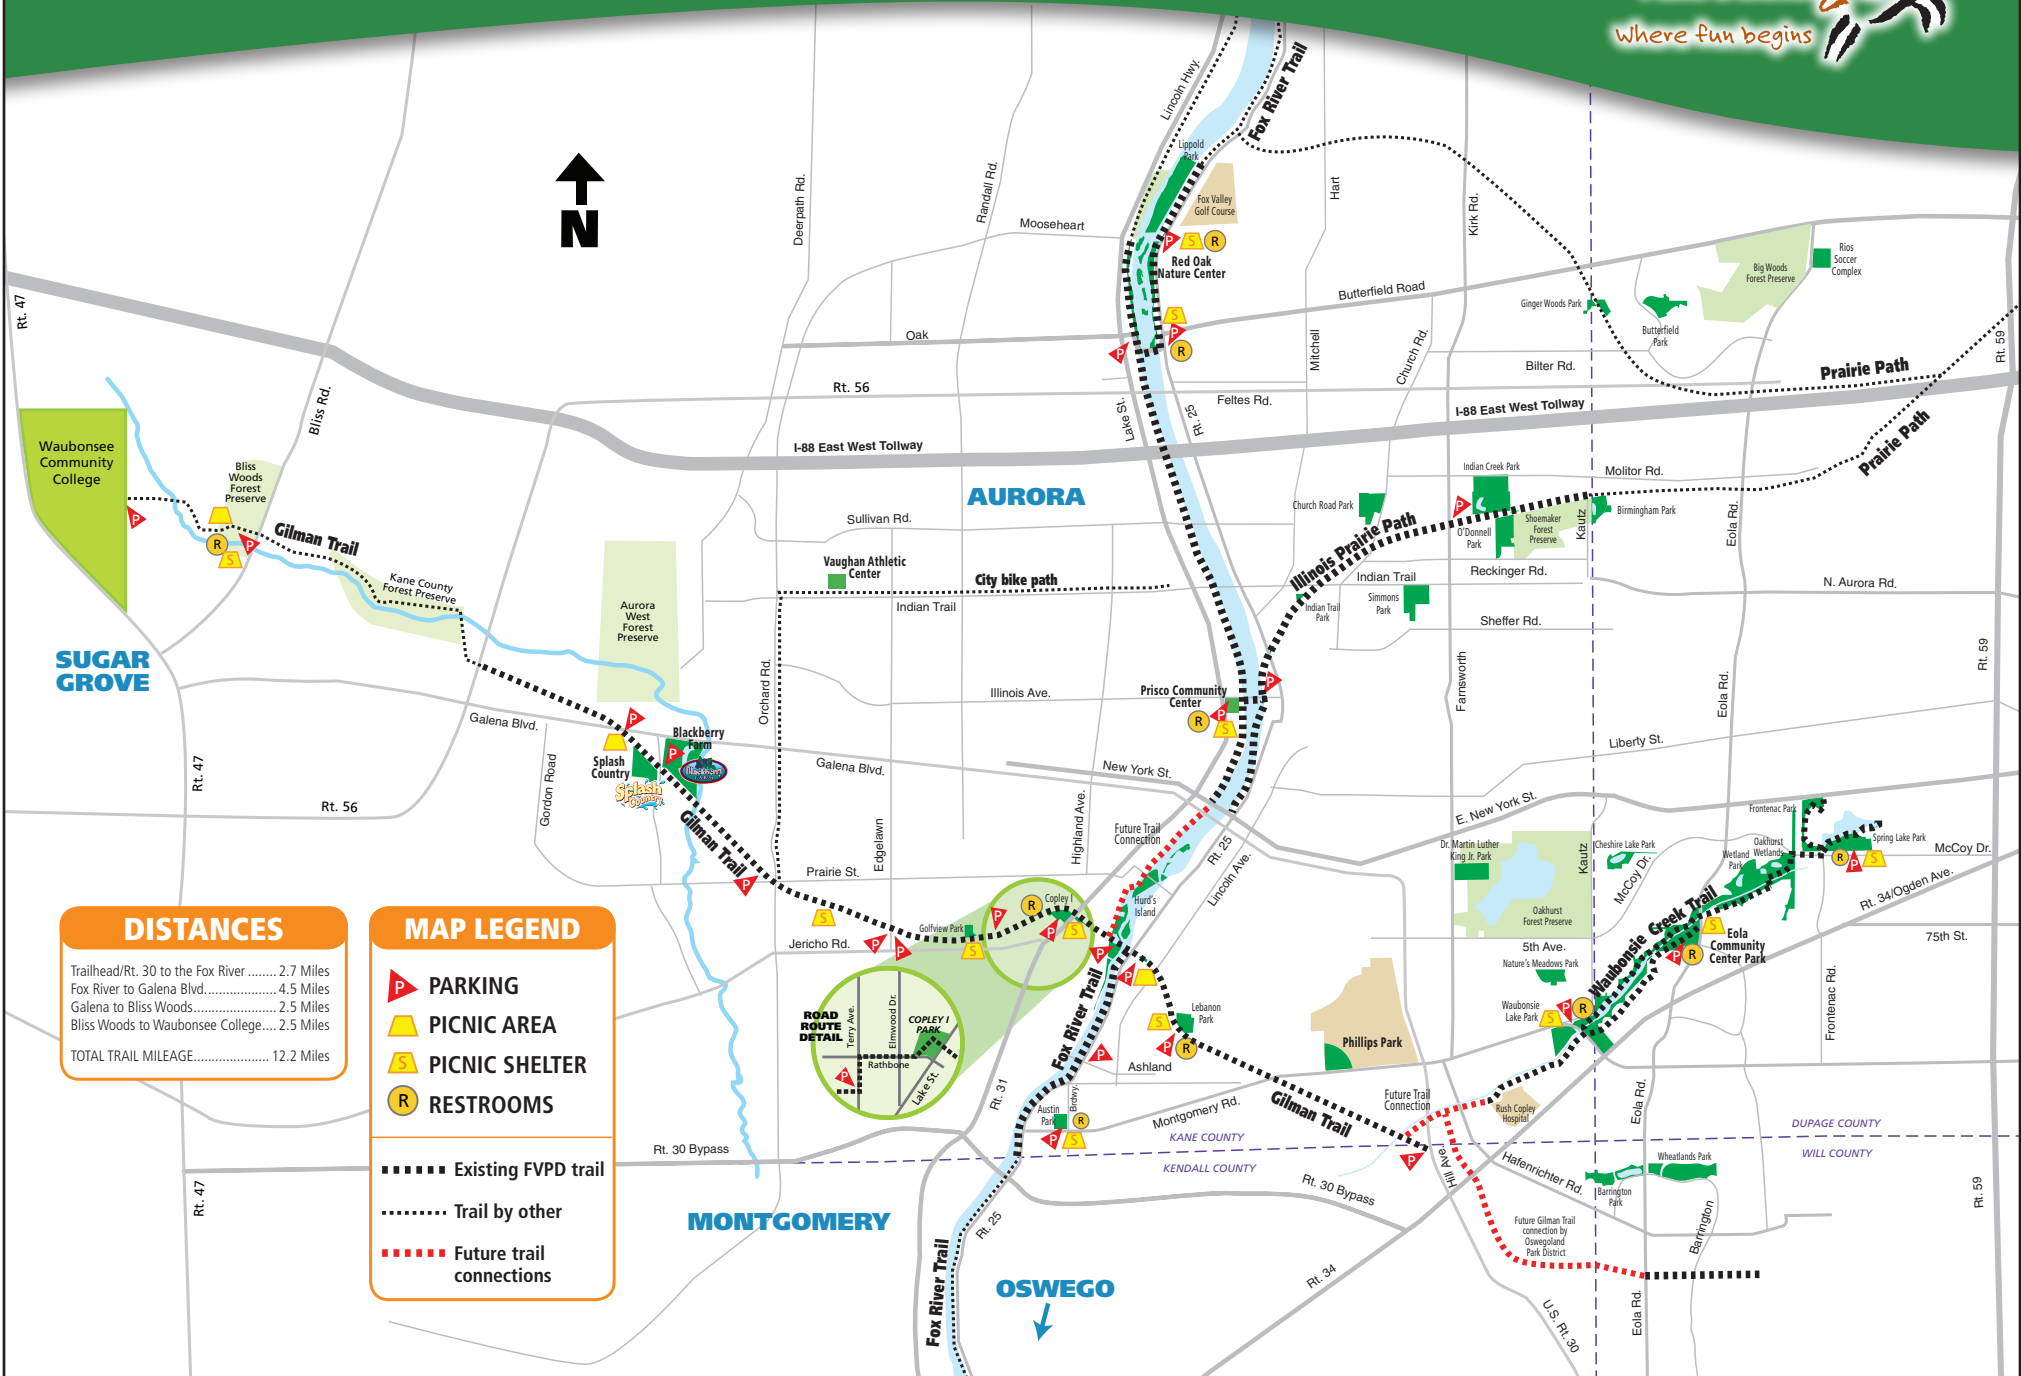 Where fun begins
Lincoln Hwy.
Fox River Trail
Lippold
Park
Fox Valley
Golf Course
Hart
Kirk Rd.
Deerpath Rd.
Randall Rd.
Mooseheart
N
Red Oak
Nature Center
P
S
R
Butterfield Road
Big Woods
Forest Preserve
Rios
Soccer
Complex
Ginger Woods Park
Butterfield
Park
Rt. 47
Oak
S
P
R
P
Mitchell
Church Rd.
Bilter Rd.
Prairie Path
Rt. 59
Bliss Rd.
Rt. 56
Lake St.
Rt. 25
Feltes Rd.
I-88 East West Tollway
I-88 East West Tollway
Prairie Path
Waubonsee
Community
College
P
Bliss
Woods
Forest
Preserve
R
P
S
Gilman Trail
Kane County
Forest Preserve
AURORA
Sullivan Rd.
Vaughan Athletic
Center
City bike path
Indian Trail
Aurora
West
Forest
Preserve
Indian Creek Park
Molitor Rd.
Church Road Park
P
Illinois Prairie Path
O'Donnell
Park
Shoemaker
Forest
Preserve
Kautz
Birmingham Park
Eola Rd.
Reckinger Rd.
Indian Trail
Simmons
Park
Indian Trail
Park
N. Aurora Rd.
Sheffer Rd.
SUGAR
GROVE
Orchard Rd.
Illinois Ave.
Prisco Community
Center
R
P
S
P
Farnsworth
Eola Rd.
Rt. 59
Galena Blvd.
P
Blackberry
Farm
P
Blackberry
Splash
Country
Splash
Country
Galena Blvd.
New York St.
Liberty St.
Rt. 47
Rt. 56
Gordon Road
Gilman Trail
P
Edgelawn
Highland Ave.
Future Trail
Connection
Rt. 25
Lincoln Ave.
E. New York St.
Dr. Martin Luther
King Jr. Park
Kautz
Cheshire Lake Park
McCoy Dr.
Frontenac Park
Oakhurst
Wetlands
Wetland
Park
Spring Lake Park
R
P
S
McCoy Dr.
Rt. 34/Ogden Ave.
Prairie St.
S
Jericho Rd.
P
P
Golfview Park
S
P
R
Copley I
P
S
Hurd's
Island
P
P
Oakhurst
Forest Preserve
5th Ave.
Waubonsie Creek Trail
S
Eola
Community
Center Park
P
R
75th St.
Nature's Meadows Park
Waubonsie
Lake Park
P
R
S
Frontenac Rd.
DISTANCES
Trailhead/Rt. 30 to the Fox River ........ 2.7 Miles
Fox River to Galena Blvd..................... 4.5 Miles
Galena to Bliss Woods........................ 2.5 Miles
Bliss Woods to Waubonsee College.... 2.5 Miles
TOTAL TRAIL MILEAGE...................... 12.2 Miles
MAP LEGEND
P PARKING
PICNIC AREA
S PICNIC SHELTER
R RESTROOMS
Existing FVPD trail
Trail by other
Future trail
connections
ROAD
ROUTE
DETAIL
Terry Ave.
Elmwood Dr.
COPLEY I
PARK
Rathbone
Lake St.
P
Fox River Trail
P
S
Lebanon
Park
P
R
Ashland
Phillips Park
Rt. 31
Austin
Park
Brdwy.
R
P
S
Montgomery Rd.
Gilman Trail
Future Trail
Connection
Rush Copley
Hospital
P
Hill Ave.
Eola Rd.
KANE COUNTY
KENDALL COUNTY
DUPAGE COUNTY
WILL COUNTY
Rt. 30 Bypass
Rt. 30 Bypass
Hafenrichter Rd.
Wheatlands Park
Barrington
Park
Barrington
Rt. 59
Rt. 47
MONTGOMERY
Rt. 25
Fox River Trail
OSWEGO
Future Gilman Trail
connection by
Oswegoland
Park District
Rt. 34
U.S. Rt. 30
Eola Rd.